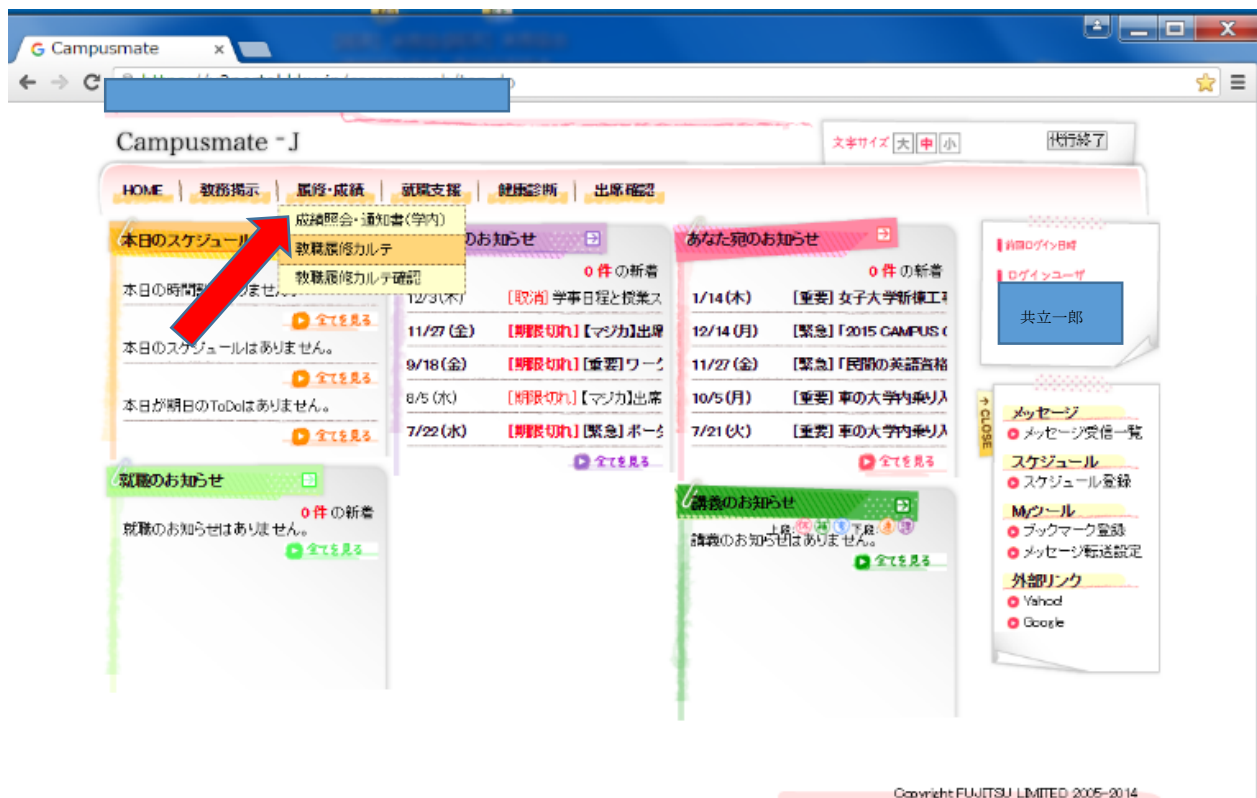 Campusmate
Campusmate - J
文字サイズ 大 中 小
代行終了
HOME 教務掲示 履修・成績 就職支援 健康診断 出席確認
成績照会・通知書(学内)
教職履修カルテ
教職履修カルテ確認
本日のスケジュール
本日の時間
全てを見る
本日のスケジュールはありません。
全てを見る
本日が期日のToDoはありません。
全てを見る
のお知らせ
0 件 の新着
12/3(木) [取消] 学事日程と授業ス
11/27(金) [期限切れ]【マジカ】出席
9/18(金) [期限切れ] [重要] ワーク
8/5(水) [期限切れ]【マジカ】出席
7/22(水) [期限切れ] [緊急] ポータ
全てを見る
あなた宛のお知らせ
0 件 の新着
1/14(木) [重要] 女子大学新棟工事
12/14(月) [緊急]「2015 CAMPUS
11/27(金) [緊急]「民間の英語資格
10/5(月) [重要] 車の大学内乗り入
7/21(火) [重要] 車の大学内乗り入
全てを見る
就職のお知らせ
0 件 の新着
就職のお知らせはありません。
全てを見る
講義のお知らせ
上段: 休 補 下段:
講義のお知らせはありません。
全てを見る
前回ログイン日時
ログインユーザ
共立一郎
CLOSE
メッセージ
メッセージ受信一覧
スケジュール
スケジュール登録
Myツール
ブックマーク登録
メッセージ転送設定
外部リンク
Yahoo!
Google
Copyright FUJITSU LIMITED 2005-2014